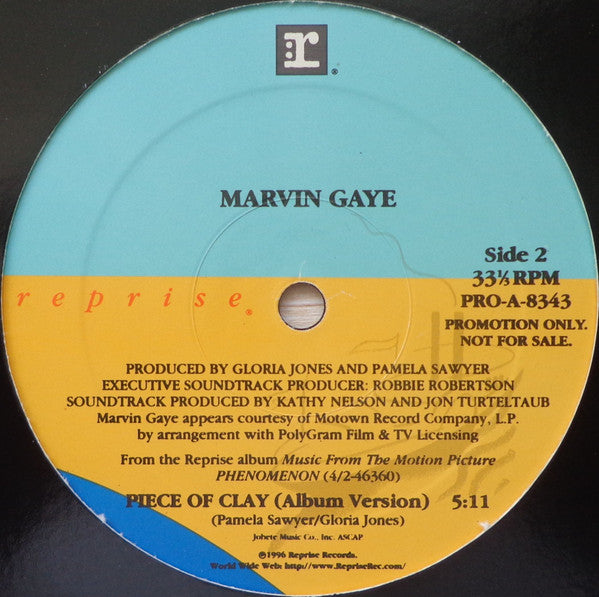 r®
MARVIN GAYE
Side 2
33⅓ RPM
PRO-A-8343
reprise®
PROMOTION ONLY.
NOT FOR SALE.
PRODUCED BY GLORIA JONES AND PAMELA SAWYER
EXECUTIVE SOUNDTRACK PRODUCER: ROBBIE ROBERTSON
SOUNDTRACK PRODUCED BY KATHY NELSON AND JON TURTELTAUB
Marvin Gaye appears courtesy of Motown Record Company, L.P.
by arrangement with PolyGram Film & TV Licensing
From the Reprise album Music From The Motion Picture
PHENOMENON (4/2-46360)
PIECE OF CLAY (Album Version) 5:11
(Pamela Sawyer/Gloria Jones)
Jobete Music Co., Inc. ASCAP
℗1996 Reprise Records.
World Wide Web: http://www.RepriseRec.com/